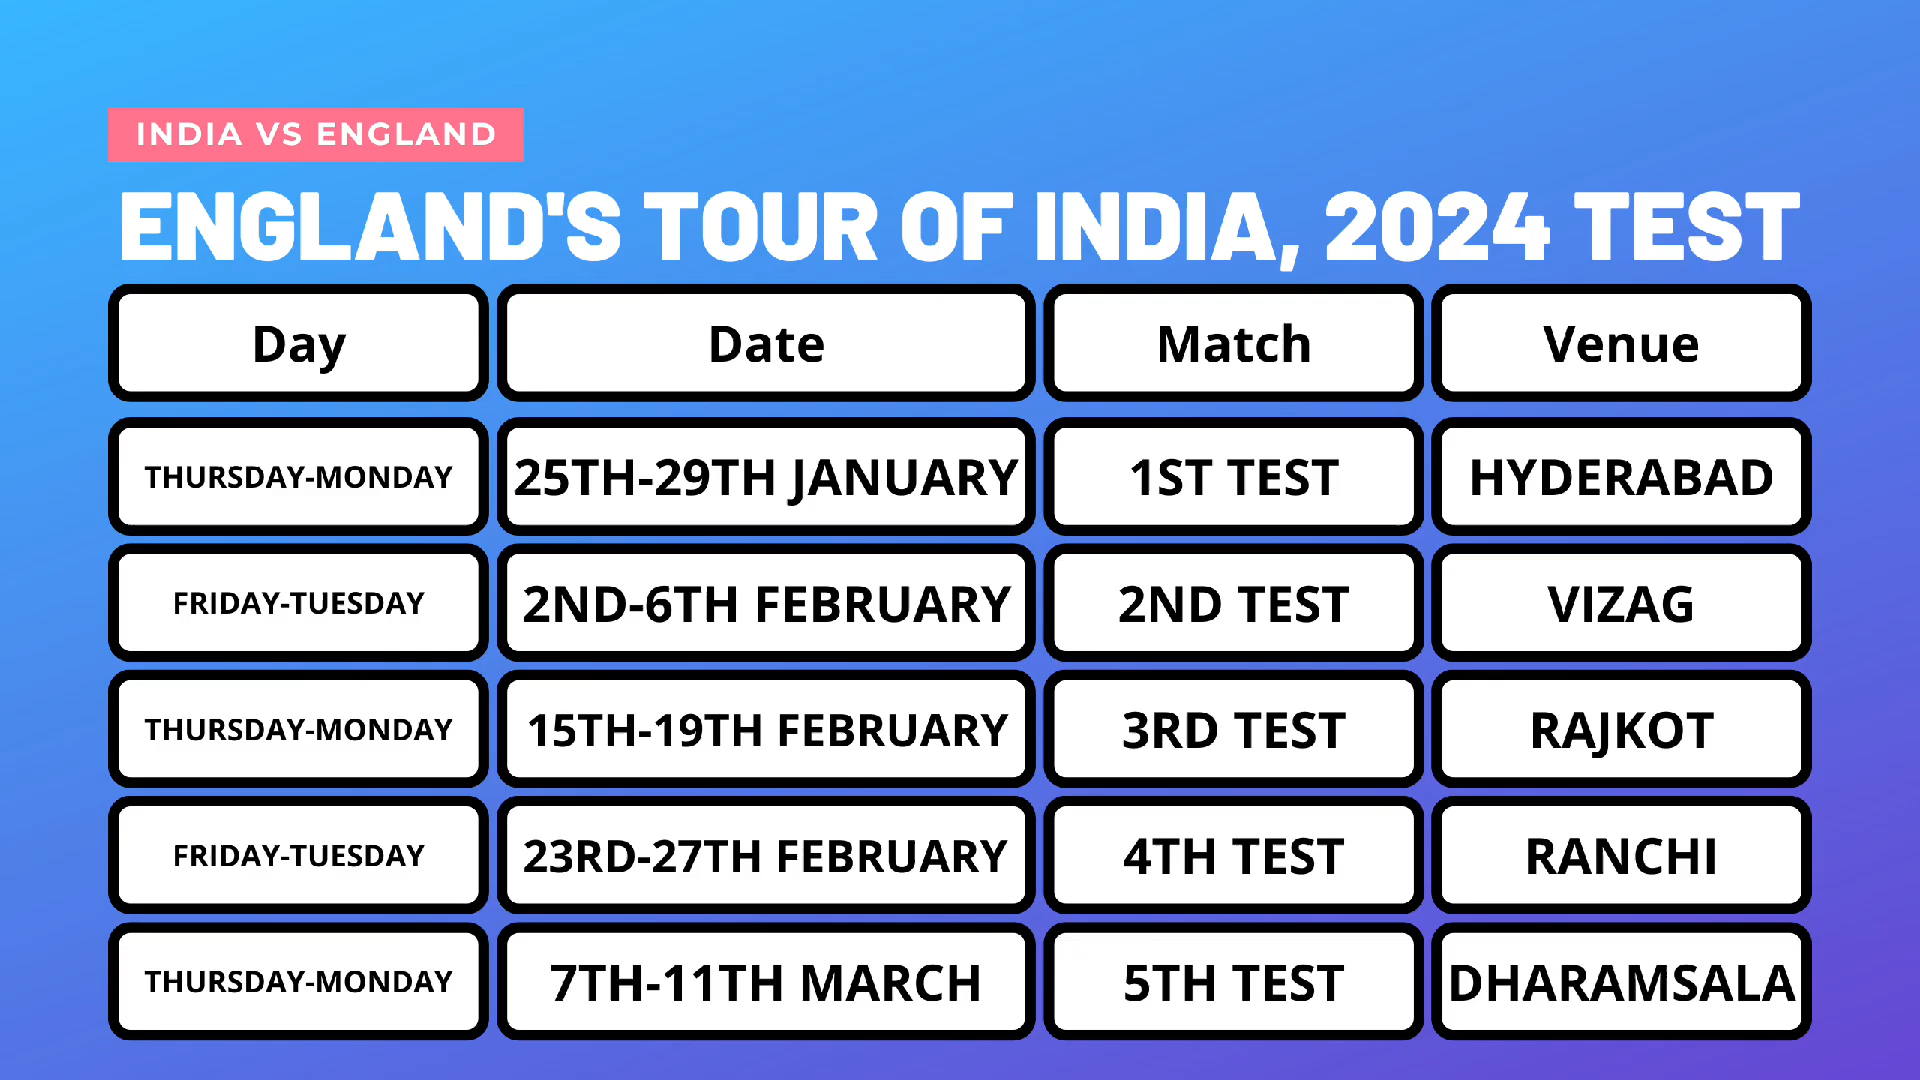 INDIA VS ENGLAND
ENGLAND'S TOUR OF INDIA, 2024 TEST
Day Date Match Venue
THURSDAY-MONDAY 25TH-29TH JANUARY 1ST TEST HYDERABAD
FRIDAY-TUESDAY 2ND-6TH FEBRUARY 2ND TEST VIZAG
THURSDAY-MONDAY 15TH-19TH FEBRUARY 3RD TEST RAJKOT
FRIDAY-TUESDAY 23RD-27TH FEBRUARY 4TH TEST RANCHI
THURSDAY-MONDAY 7TH-11TH MARCH 5TH TEST DHARAMSALA